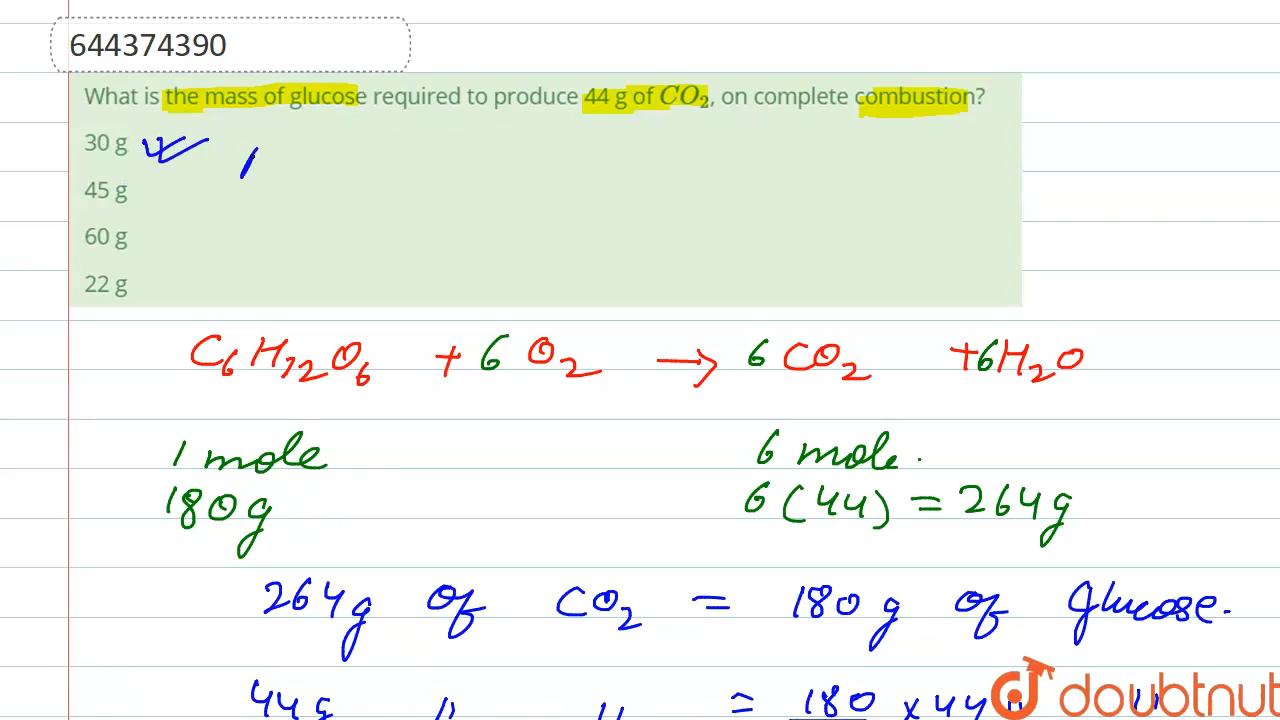 644374390
What is the mass of glucose required to produce 44 g of CO₂, on complete combustion?
30 g
45 g
60 g
22 g
C₆H₁₂O₆ + 6 O₂ → 6 CO₂ + 6H₂O
1 mole 6 mole.
180g 6(44) = 264g
264g of CO₂ = 180 g of Glucose.
44g " " = 180 × 44 "
doubtnut